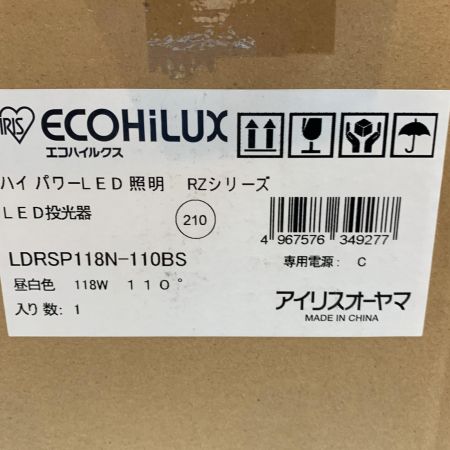 IRIS ECOHiLUX
エコハイルクス
ハイ パワーLED 照明 RZシリーズ
LED投光器 210
4 967576 349277
LDRSP118N-110BS 専用電源: C
昼白色 118W 110°
入り数: 1
アイリスオーヤマ
MADE IN CHINA